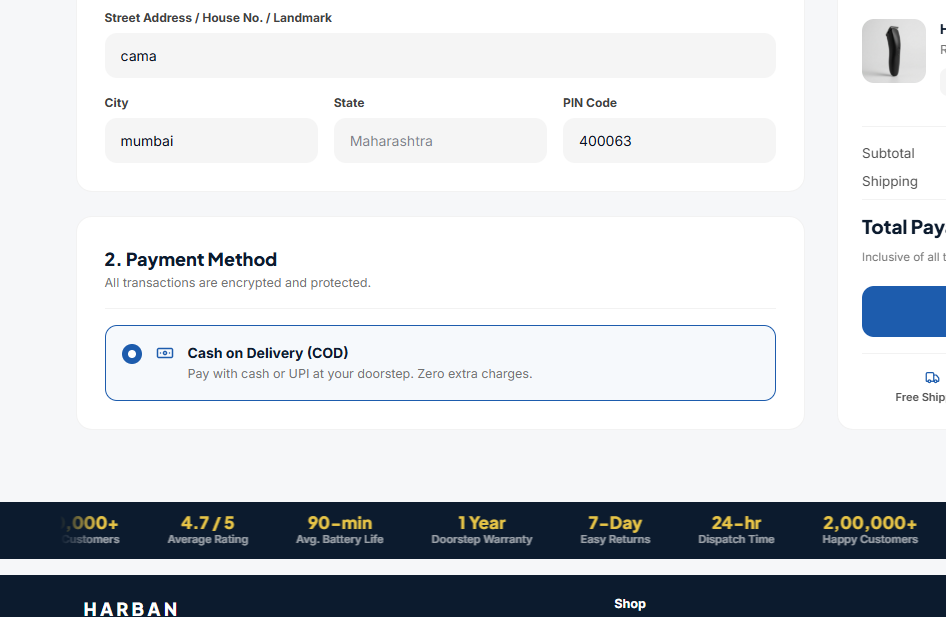 Street Address / House No. / Landmark
cama
City State PIN Code
mumbai Maharashtra 400063
Subtotal
Shipping
2. Payment Method
All transactions are encrypted and protected.
Cash on Delivery (COD)
Pay with cash or UPI at your doorstep. Zero extra charges.
Total
Inclusive of all
Free
,000+ 4.7 / 5 90-min 1 Year 7-Day 24-hr 2,00,000+
Customers Average Rating Avg. Battery Life Doorstep Warranty Easy Returns Dispatch Time Happy Customers
HARBAN Shop